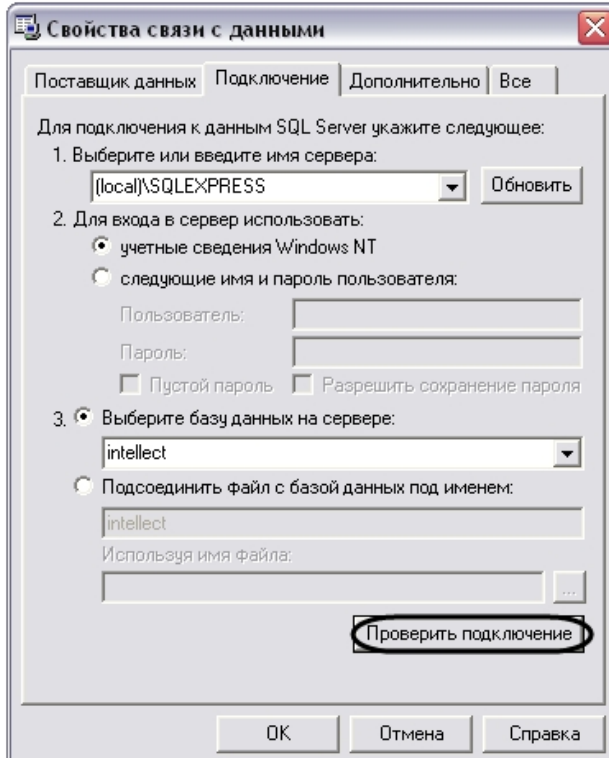 Свойства связи с данными
Поставщик данных Подключение Дополнительно Все
Для подключения к данным SQL Server укажите следующее:
1. Выберите или введите имя сервера:
(local)\SQLEXPRESS Обновить
2. Для входа в сервер использовать:
учетные сведения Windows NT
следующие имя и пароль пользователя:
Пользователь:
Пароль:
Пустой пароль Разрешить сохранение пароля
3. Выберите базу данных на сервере:
intellect
Подсоединить файл с базой данных под именем:
intellect
Используя имя файла:
...
Проверить подключение
OK Отмена Справка